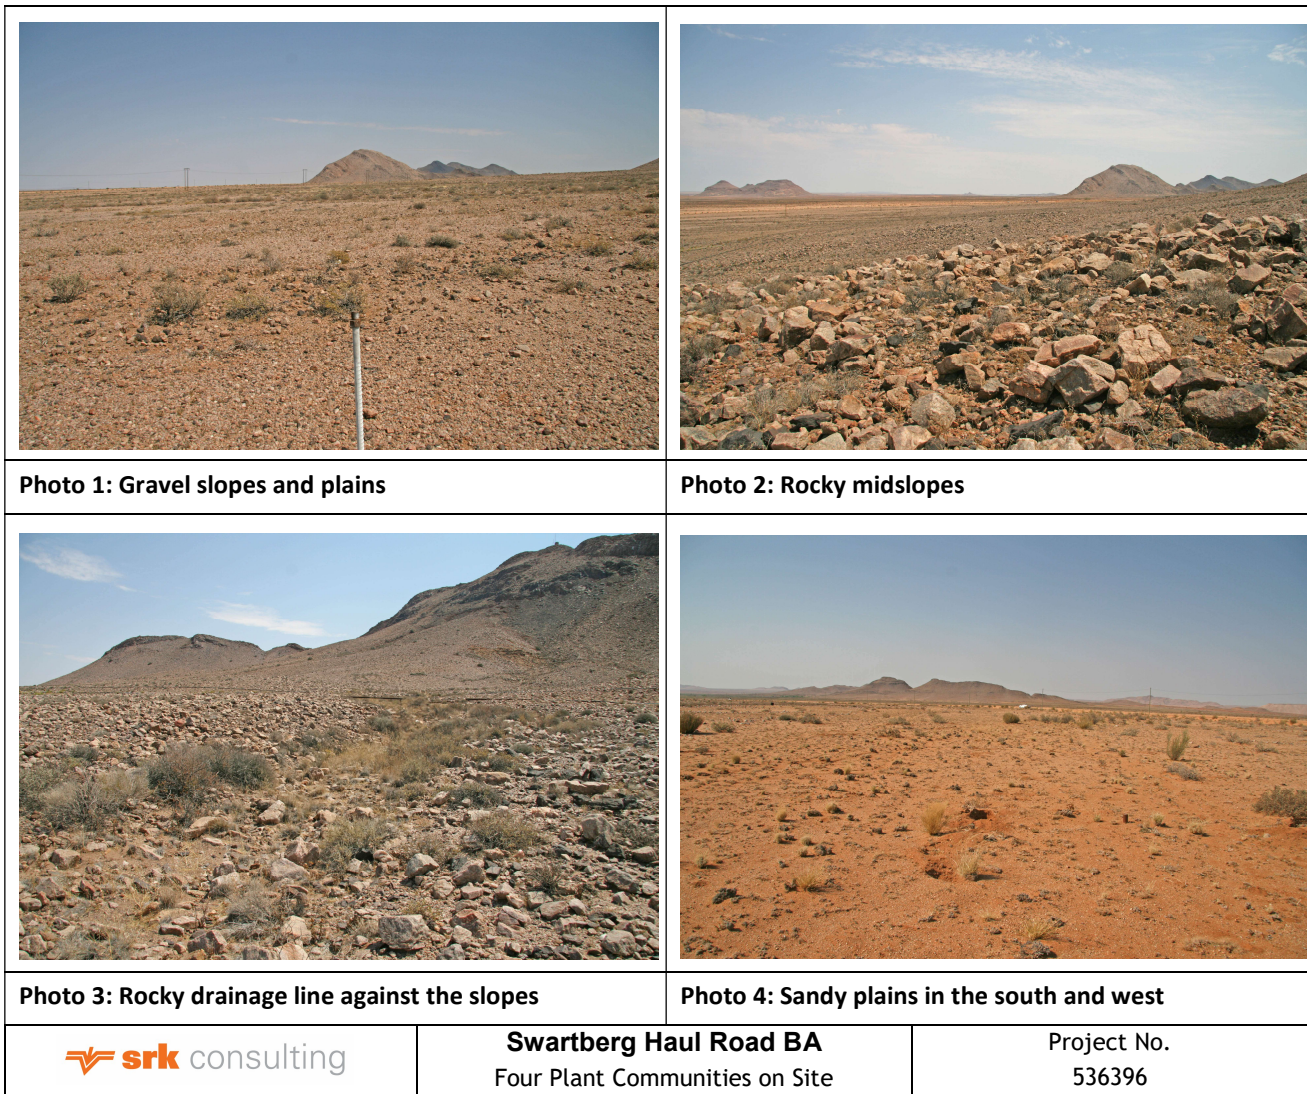 Photo 1: Gravel slopes and plains
Photo 2: Rocky midslopes
Photo 3: Rocky drainage line against the slopes
Photo 4: Sandy plains in the south and west
srk consulting
Swartberg Haul Road BA
Four Plant Communities on Site
Project No.
536396